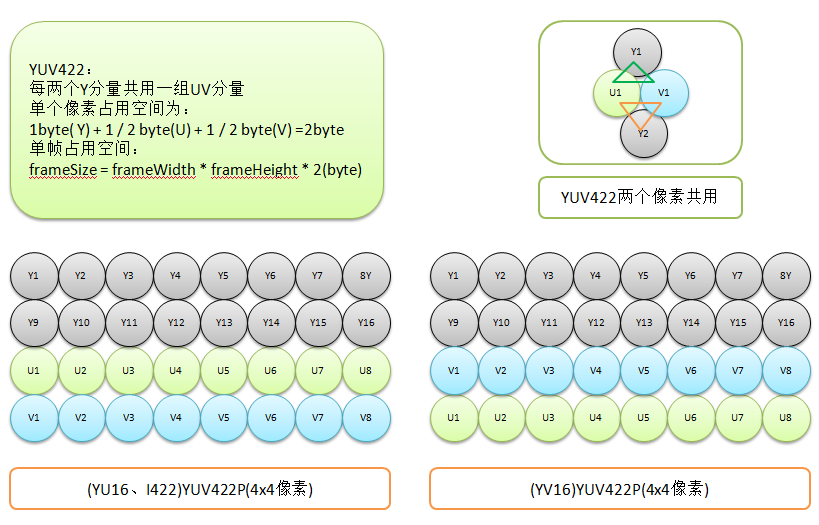 YUV422：
每两个Y分量共用一组UV分量
单个像素占用空间为：
1byte( Y) + 1 / 2 byte(U) + 1 / 2 byte(V) =2byte
单帧占用空间：
frameSize = frameWidth * frameHeight * 2(byte)
Y1
U1 V1
Y2
YUV422两个像素共用
Y1 Y2 Y3 Y4 Y5 Y6 Y7 8Y
Y9 Y10 Y11 Y12 Y13 Y14 Y15 Y16
U1 U2 U3 U4 U5 U6 U7 U8
V1 V2 V3 V4 V5 V6 V7 V8
(YU16、I422)YUV422P(4x4像素)
Y1 Y2 Y3 Y4 Y5 Y6 Y7 8Y
Y9 Y10 Y11 Y12 Y13 Y14 Y15 Y16
V1 V2 V3 V4 V5 V6 V7 V8
U1 U2 U3 U4 U5 U6 U7 U8
(YV16)YUV422P(4x4像素)